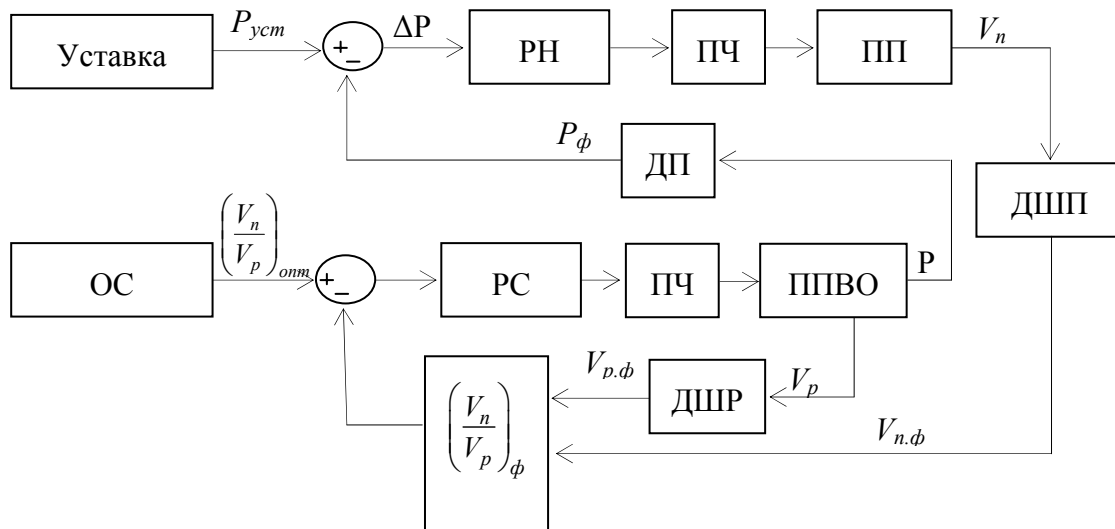 Уставка
P_уст
+
−
ΔР
РН
ПЧ
ПП
V_п
P_ф
ДП
ДШП
ОС
(V_п/V_р)_опт
+
−
РС
ПЧ
ППВО
Р
(V_п/V_р)_ф
V_р.ф
ДШР
V_р
V_п.ф